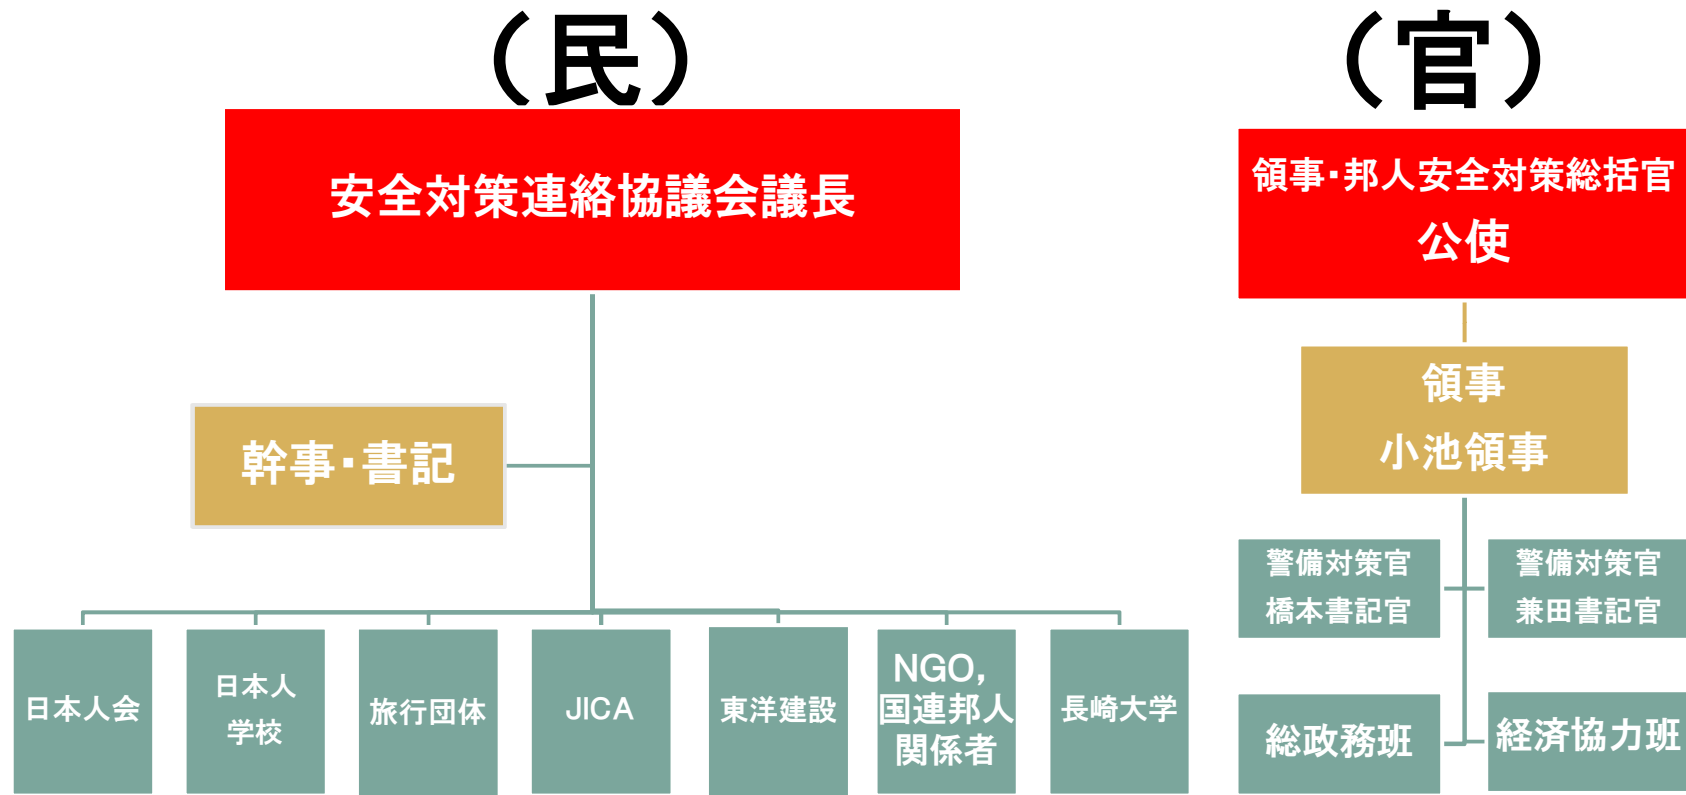 （民）
安全対策連絡協議会議長
幹事・書記
日本人会
日本人
学校
旅行団体
JICA
東洋建設
NGO，
国連邦人
関係者
長崎大学
（官）
領事・邦人安全対策総括官
公使
領事
小池領事
警備対策官
橋本書記官
警備対策官
兼田書記官
総政務班
経済協力班